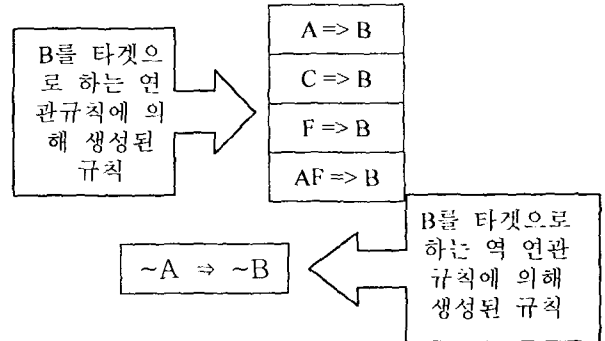 B를 타겟으
로 하는 연
관규칙에 의
해 생성된
규칙
A => B
C => B
F => B
AF => B
~A ⇒ ~B
B를 타겟으로
하는 역 연관
규칙에 의해
생성된 규칙